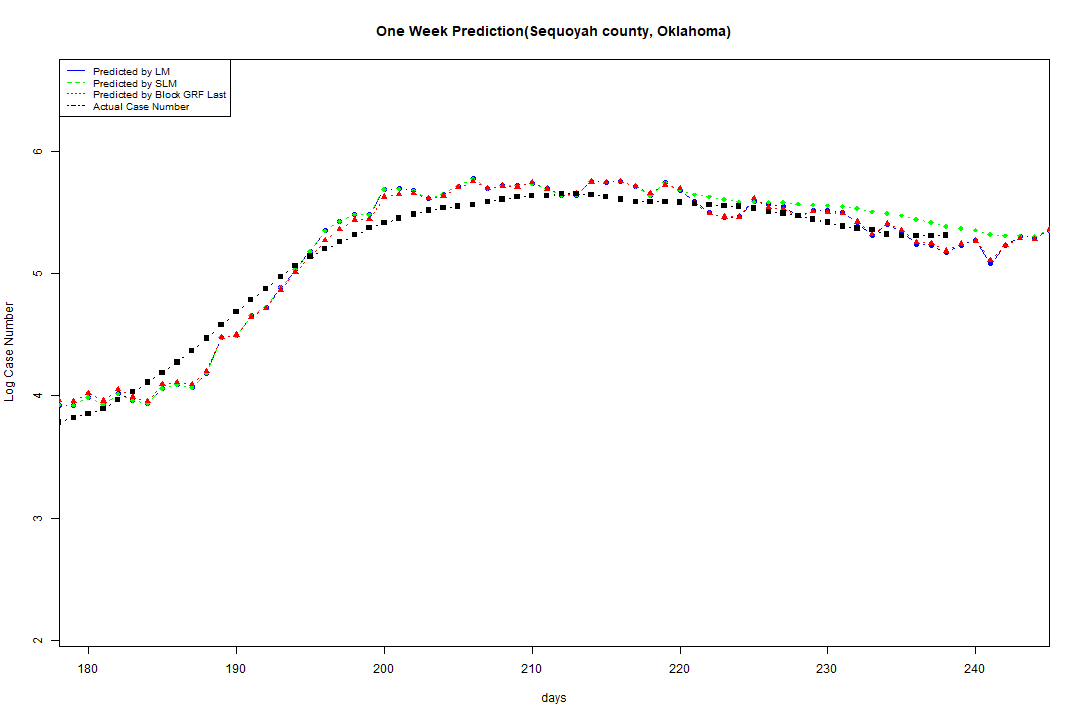 One Week Prediction(Sequoyah county, Oklahoma)
Predicted by LM
Predicted by SLM
Predicted by Block GRF Last
Actual Case Number
6
5
4
3
2
Log Case Number
180 190 200 210 220 230 240
days